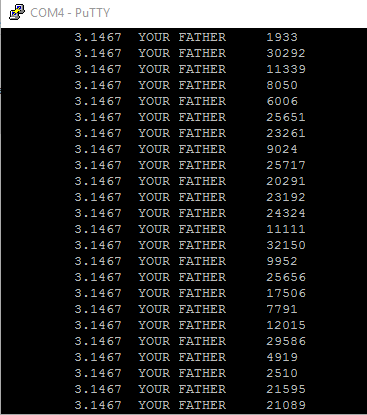 COM4 - PuTTY
3.1467 YOUR FATHER 1933
3.1467 YOUR FATHER 30292
3.1467 YOUR FATHER 11339
3.1467 YOUR FATHER 8050
3.1467 YOUR FATHER 6006
3.1467 YOUR FATHER 25651
3.1467 YOUR FATHER 23261
3.1467 YOUR FATHER 9024
3.1467 YOUR FATHER 25717
3.1467 YOUR FATHER 20291
3.1467 YOUR FATHER 23192
3.1467 YOUR FATHER 24324
3.1467 YOUR FATHER 11111
3.1467 YOUR FATHER 32150
3.1467 YOUR FATHER 9952
3.1467 YOUR FATHER 25656
3.1467 YOUR FATHER 17506
3.1467 YOUR FATHER 7791
3.1467 YOUR FATHER 12015
3.1467 YOUR FATHER 29586
3.1467 YOUR FATHER 4919
3.1467 YOUR FATHER 2510
3.1467 YOUR FATHER 21595
3.1467 YOUR FATHER 21089